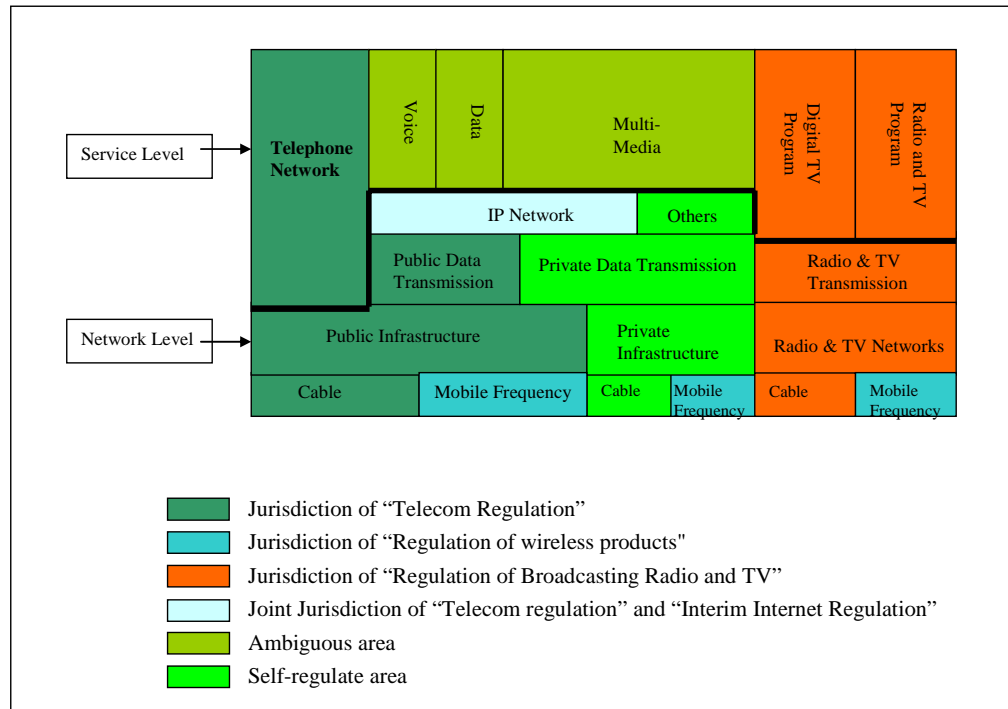 Service Level
Telephone
Network
Voice
Data
Multi-
Media
Digital TV
Program
Radio and TV
Program
IP Network
Others
Public Data
Transmission
Private Data Transmission
Radio & TV
Transmission
Network Level
Public Infrastructure
Private
Infrastructure
Radio & TV Networks
Cable
Mobile Frequency
Cable
Mobile
Frequency
Cable
Mobile
Frequency
Jurisdiction of “Telecom Regulation”
Jurisdiction of “Regulation of wireless products"
Jurisdiction of “Regulation of Broadcasting Radio and TV”
Joint Jurisdiction of “Telecom regulation” and “Interim Internet Regulation”
Ambiguous area
Self-regulate area